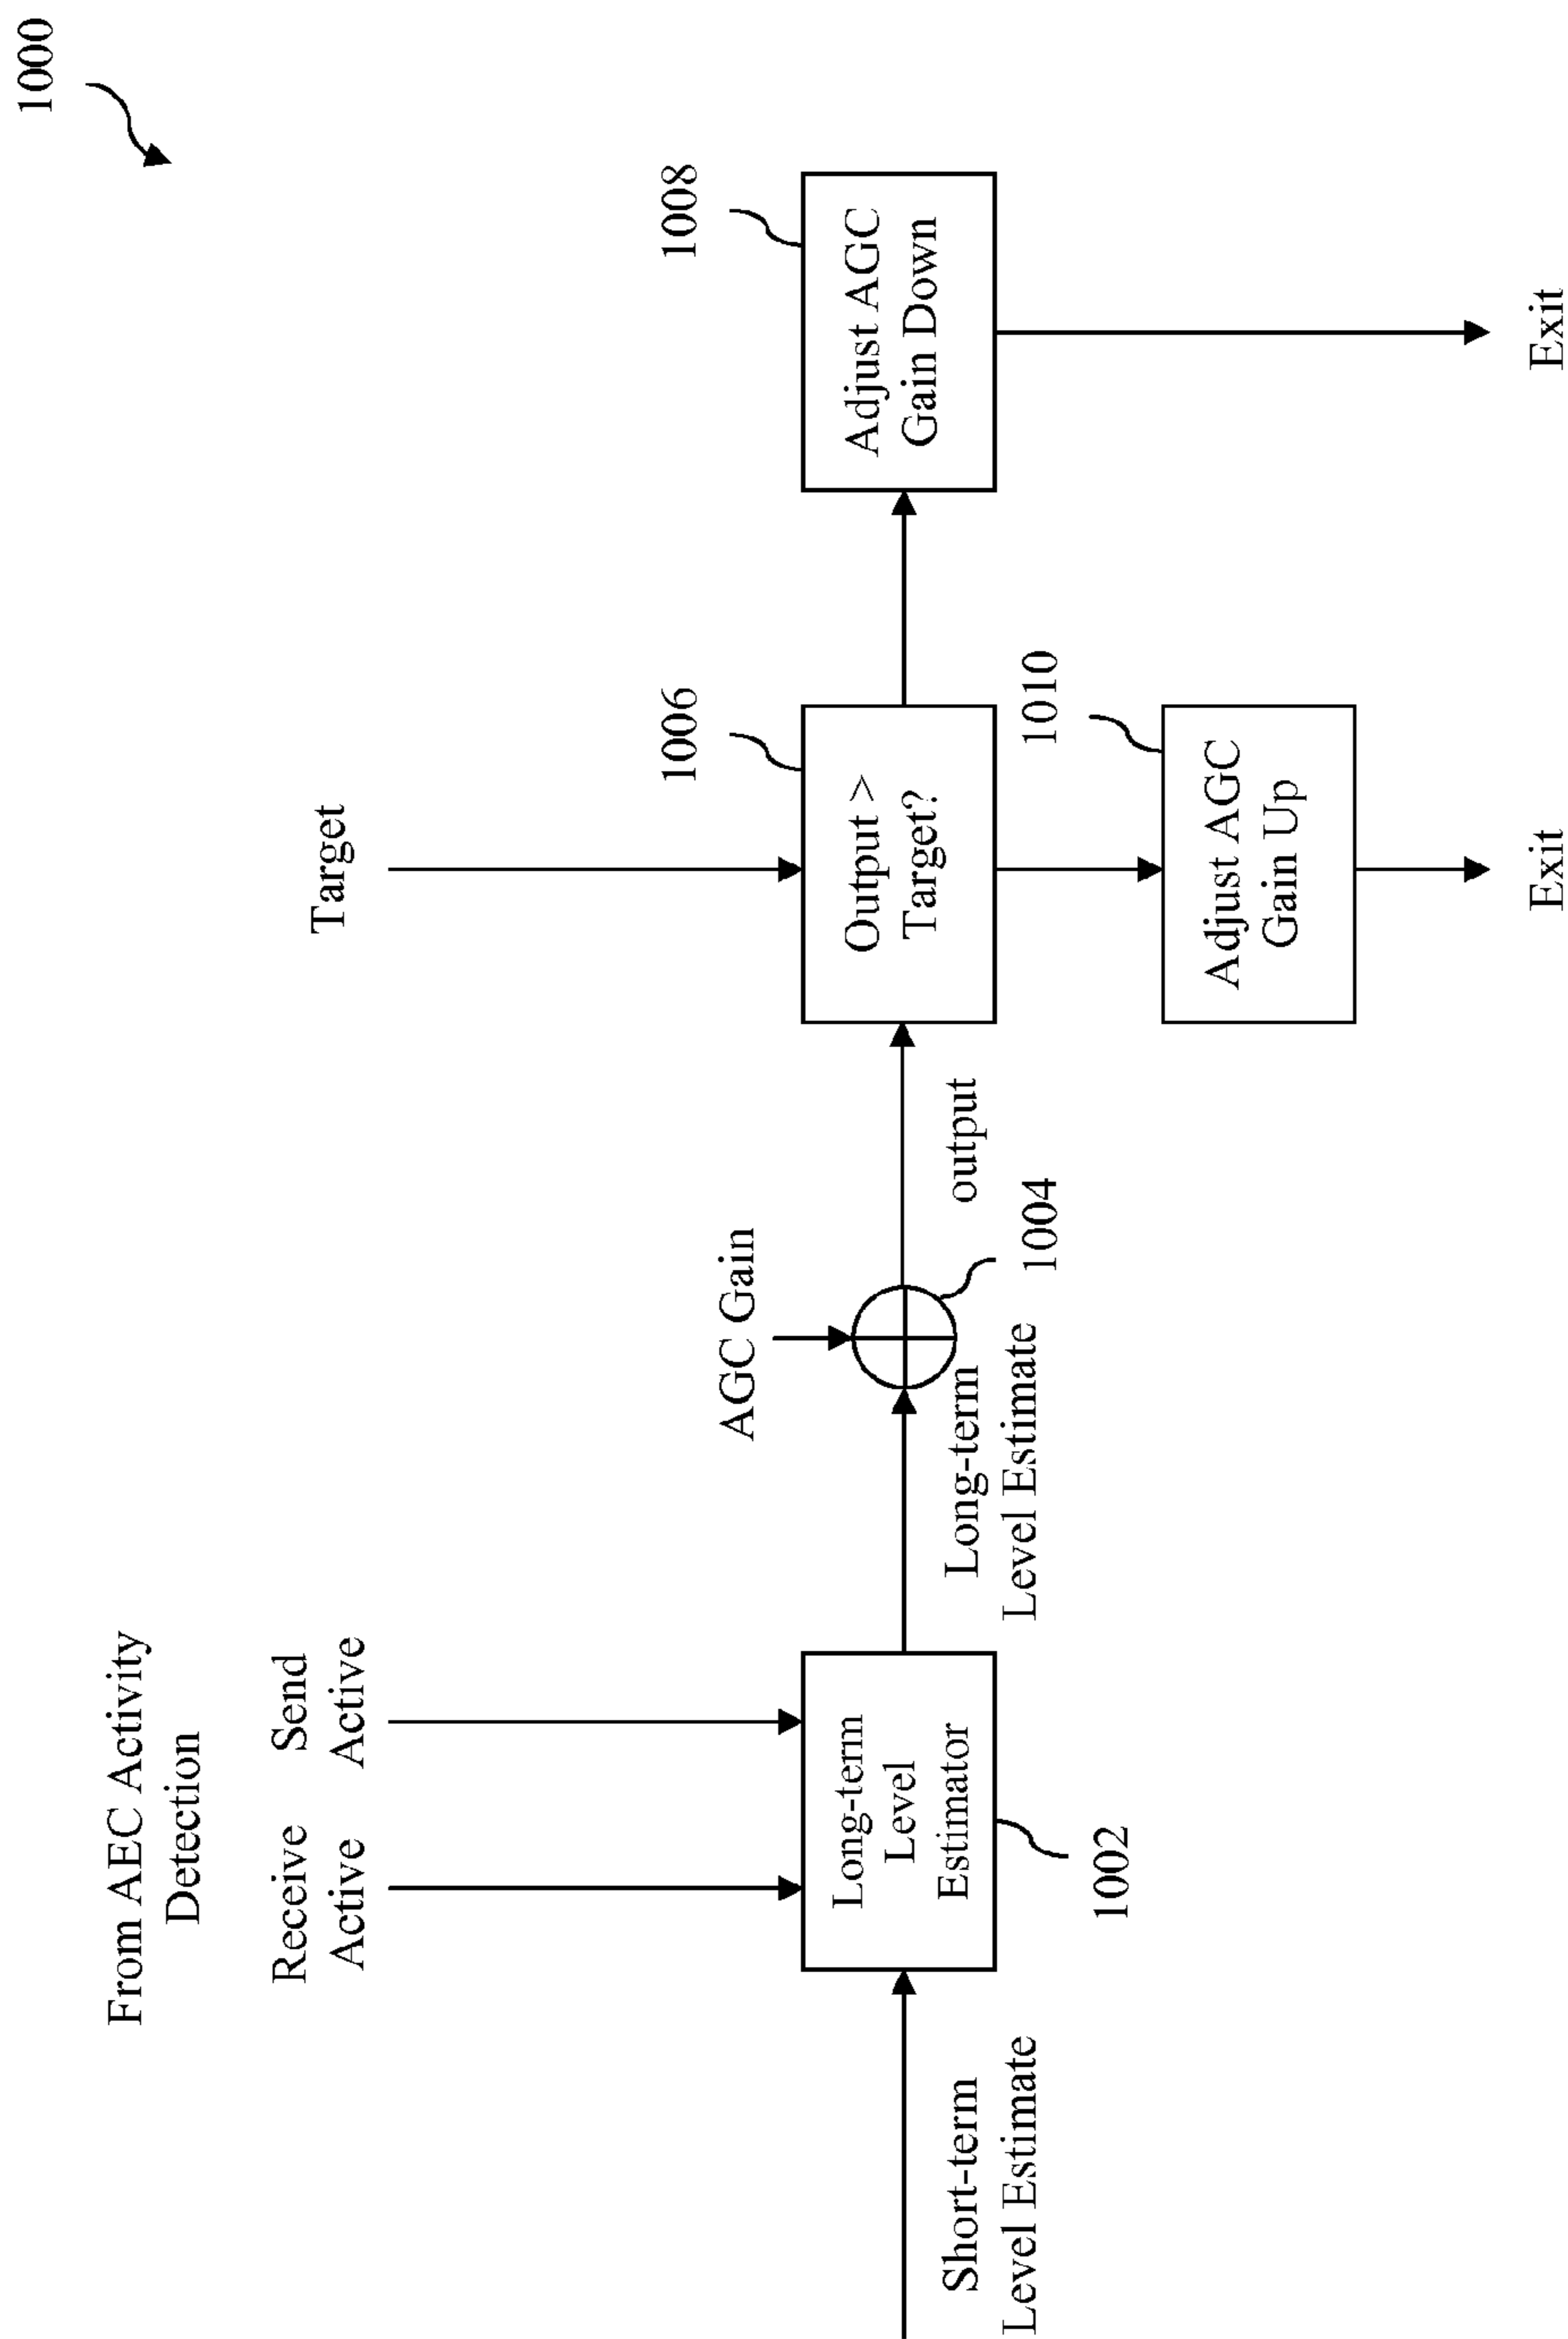 1000
From AEC Activity
Detection
Receive
Active
Send
Active
Target
Short-term
Level Estimate
Long-term
Level
Estimator
1002
Long-term
Level Estimate
AGC Gain
1004
output
Output >
Target?
1006
Adjust AGC
Gain Down
1008
Adjust AGC
Gain Up
1010
Exit
Exit